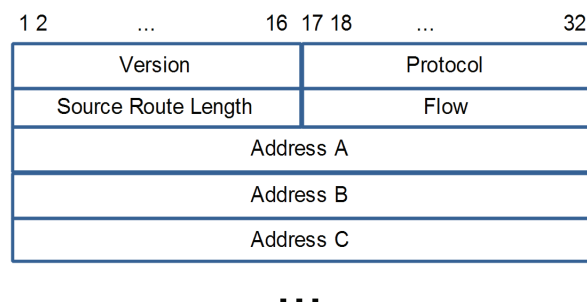 1 2 ... 16 17 18 ... 32
Version Protocol
Source Route Length Flow
Address A
Address B
Address C
...